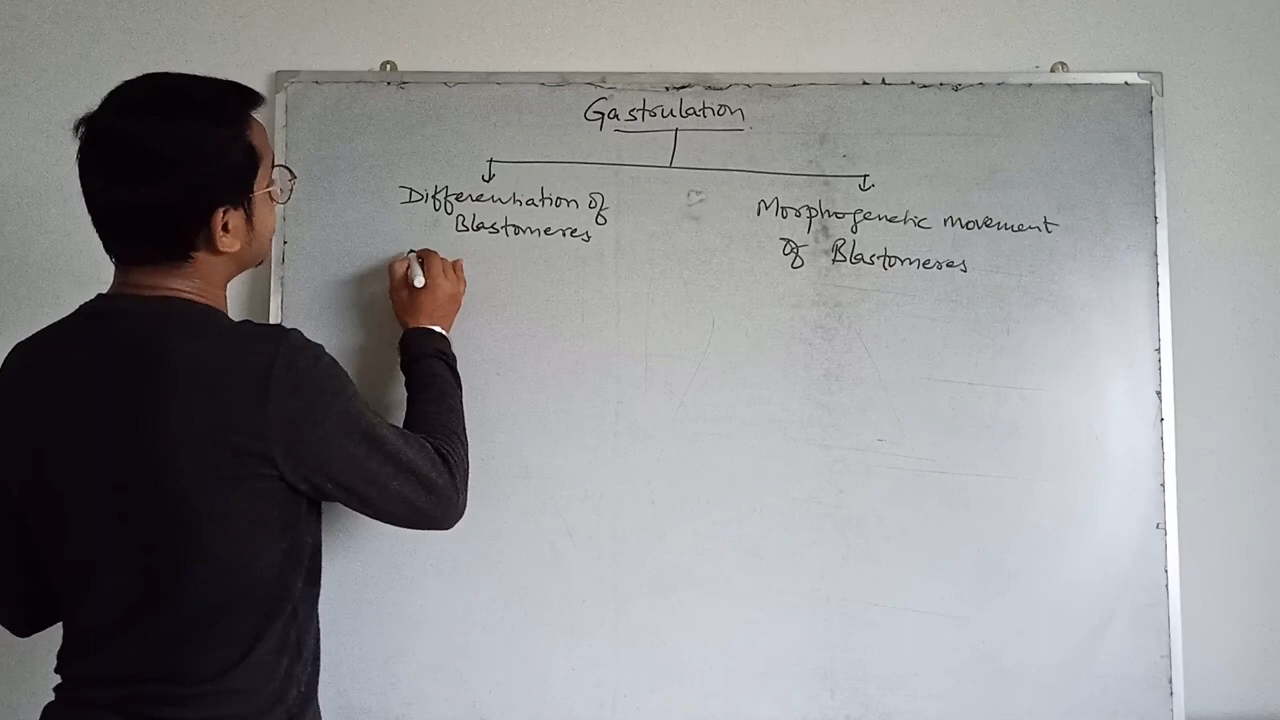 Gastrulation
Differentiation of
Blastomeres
Morphogenetic movement
of Blastomeres